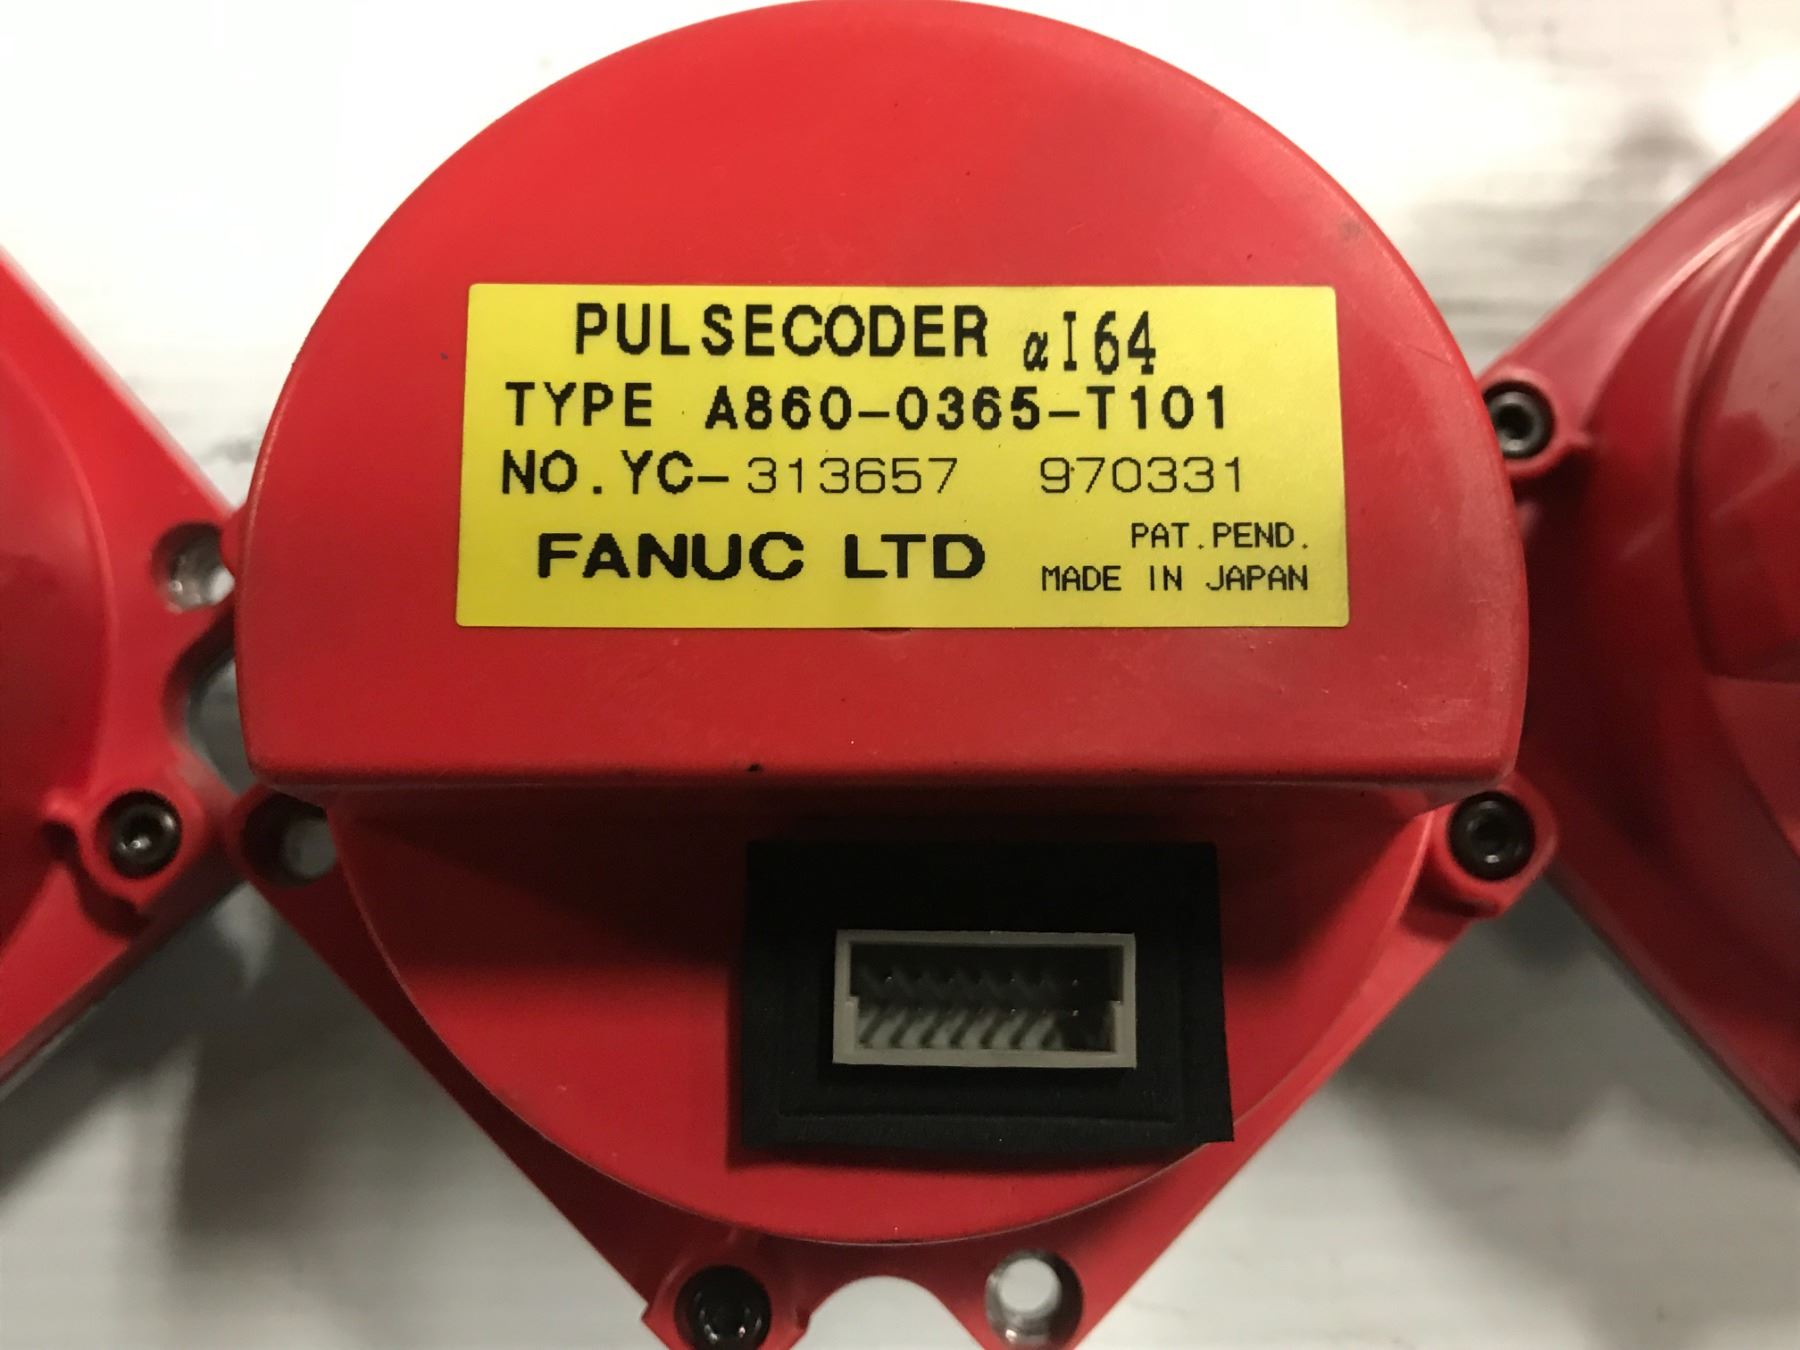 PULSECODER αI64
TYPE A860-0365-T101
NO. YC-313657 970331
FANUC LTD PAT.PEND.
MADE IN JAPAN